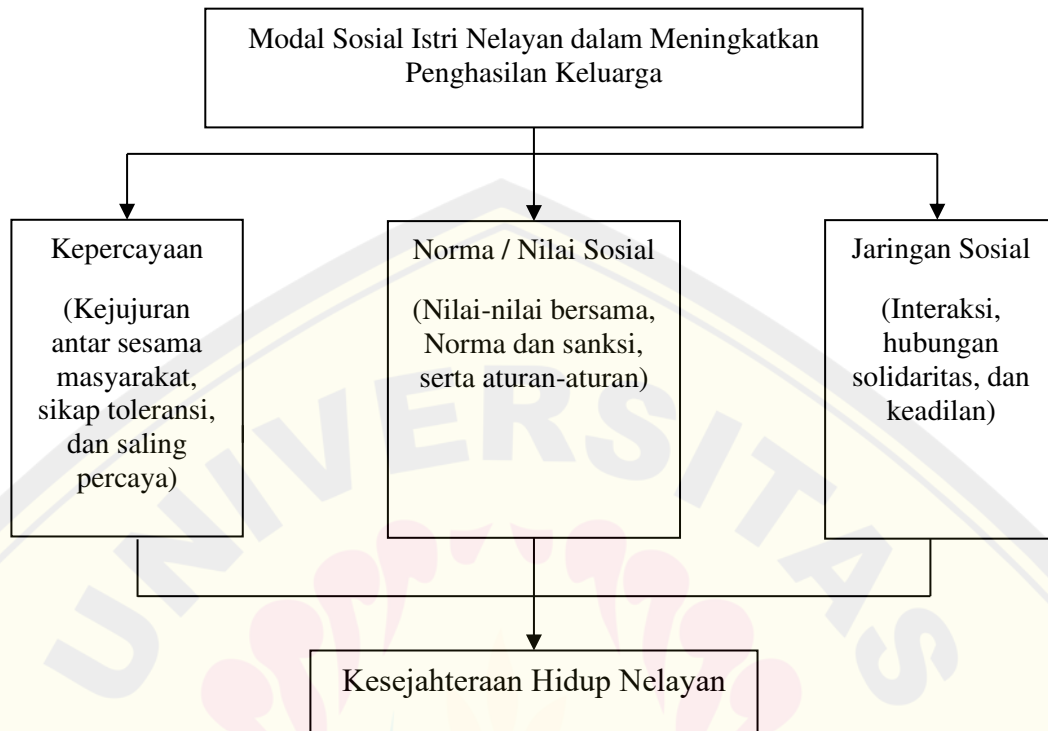 Modal Sosial Istri Nelayan dalam Meningkatkan
Penghasilan Keluarga
Kepercayaan
(Kejujuran
antar sesama
masyarakat,
sikap toleransi,
dan saling
percaya)
Norma / Nilai Sosial
(Nilai-nilai bersama,
Norma dan sanksi,
serta aturan-aturan)
Jaringan Sosial
(Interaksi,
hubungan
solidaritas, dan
keadilan)
Kesejahteraan Hidup Nelayan
UNIVERSITAS